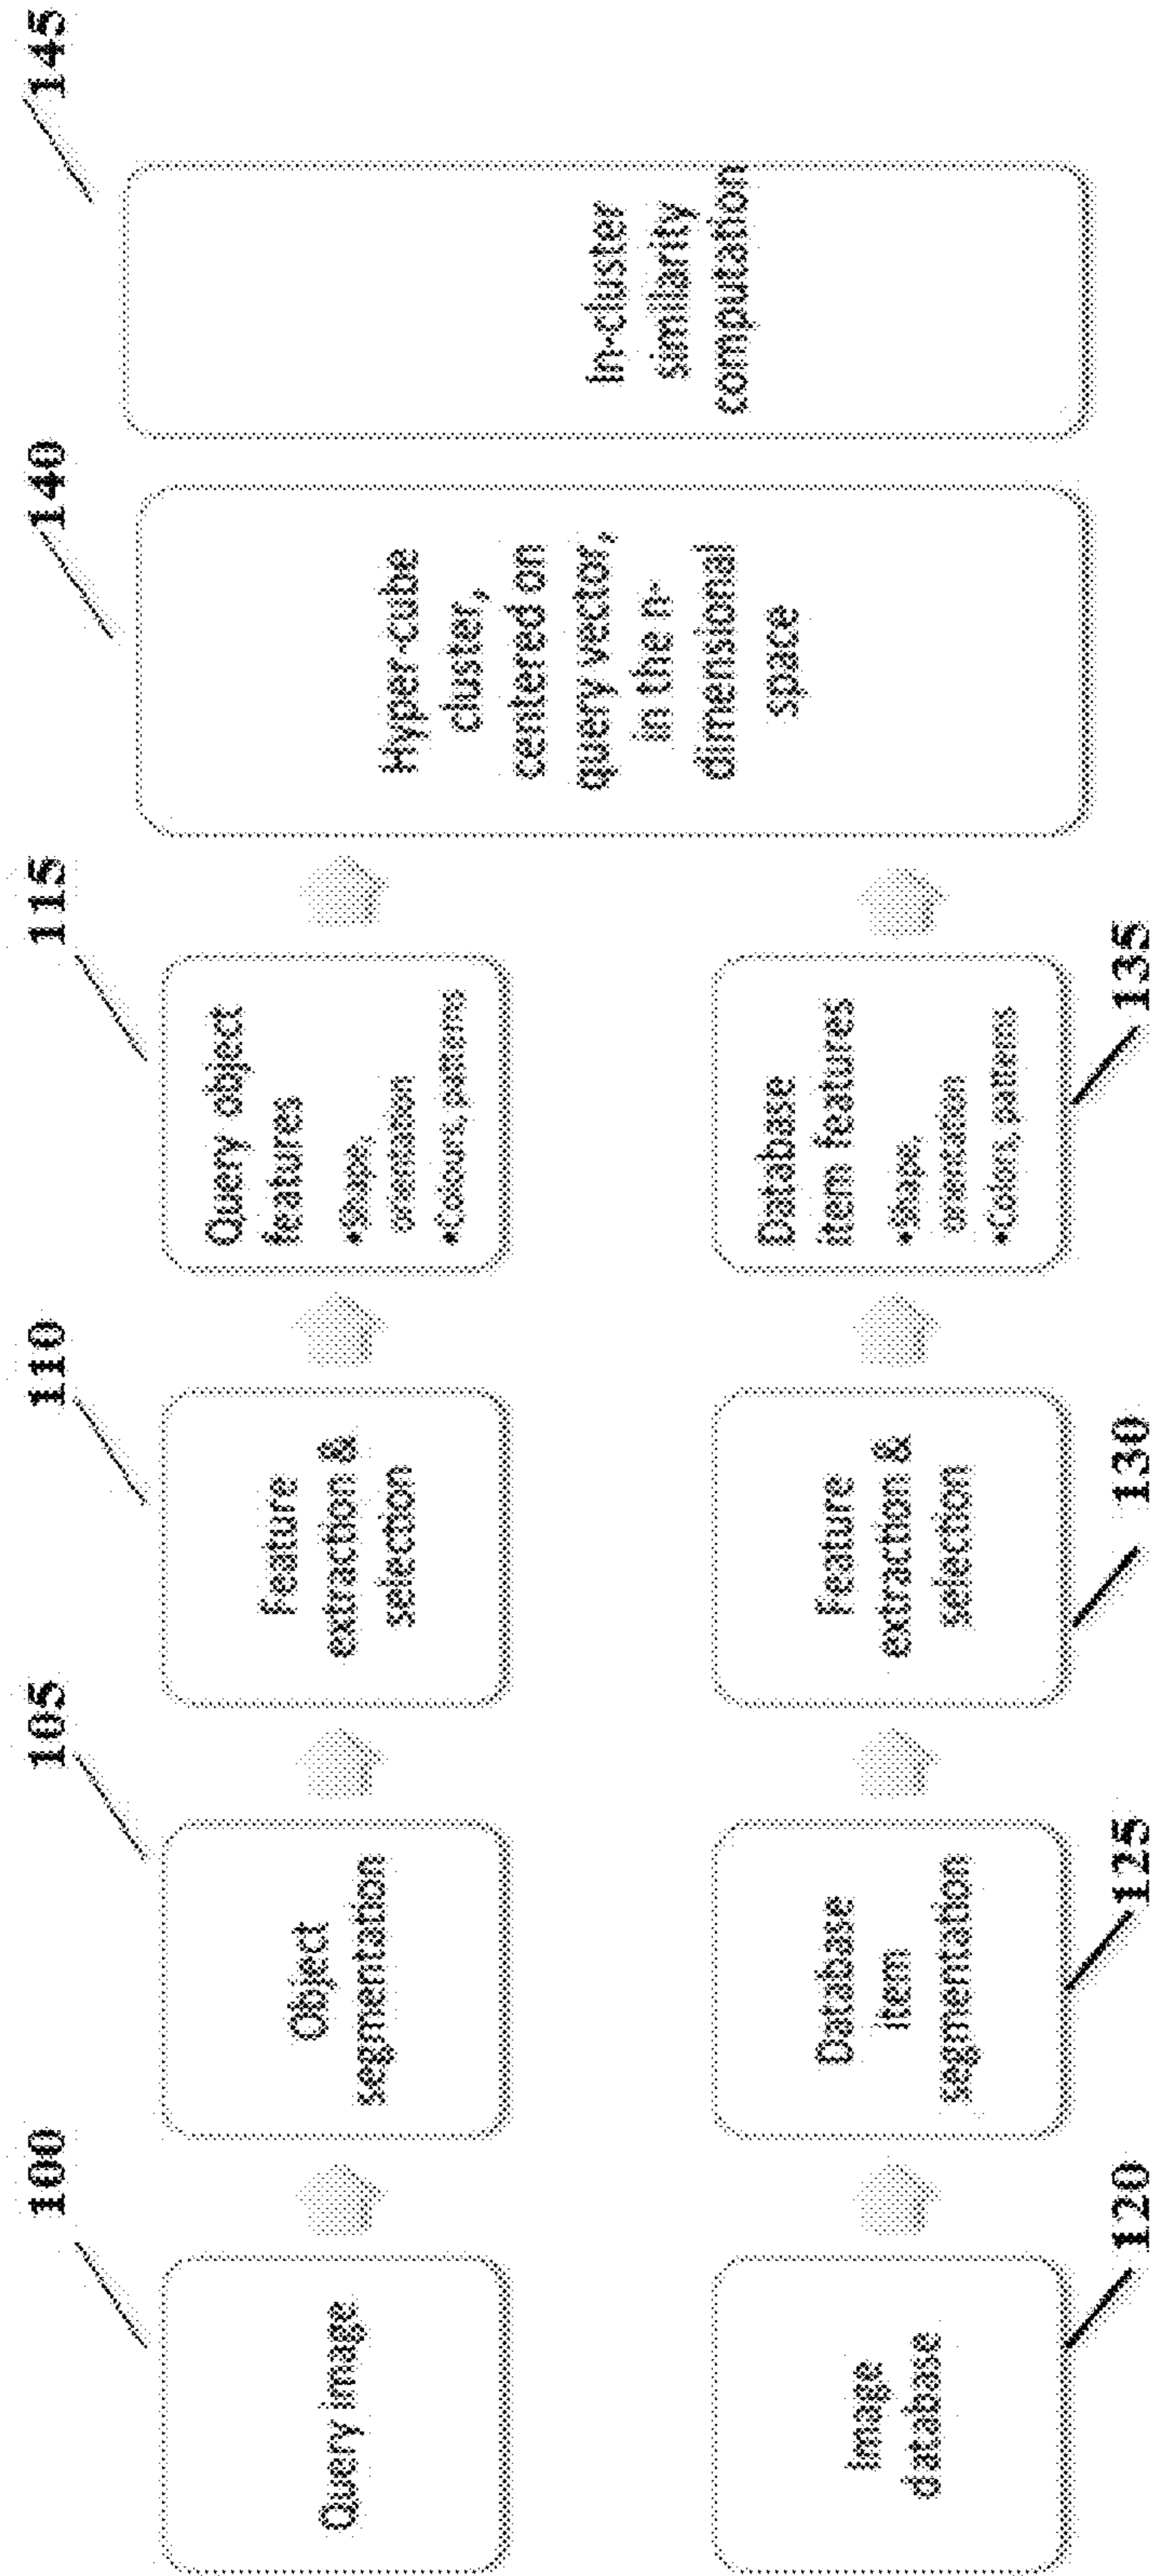 100
105
110
115
140
145
Query image
Object
segmentation
Feature
extraction &
selection
Query object
features
•Shape,
orientation
•Colours, patterns
Hyper-cube
cluster,
centered on
query vector,
in the n-
dimensional
space
In-cluster
similarity
computation
Image
database
Database
item
segmentation
Feature
extraction &
selection
Database
item features
•Shape,
orientation
•Colors, patterns
120
125
130
135